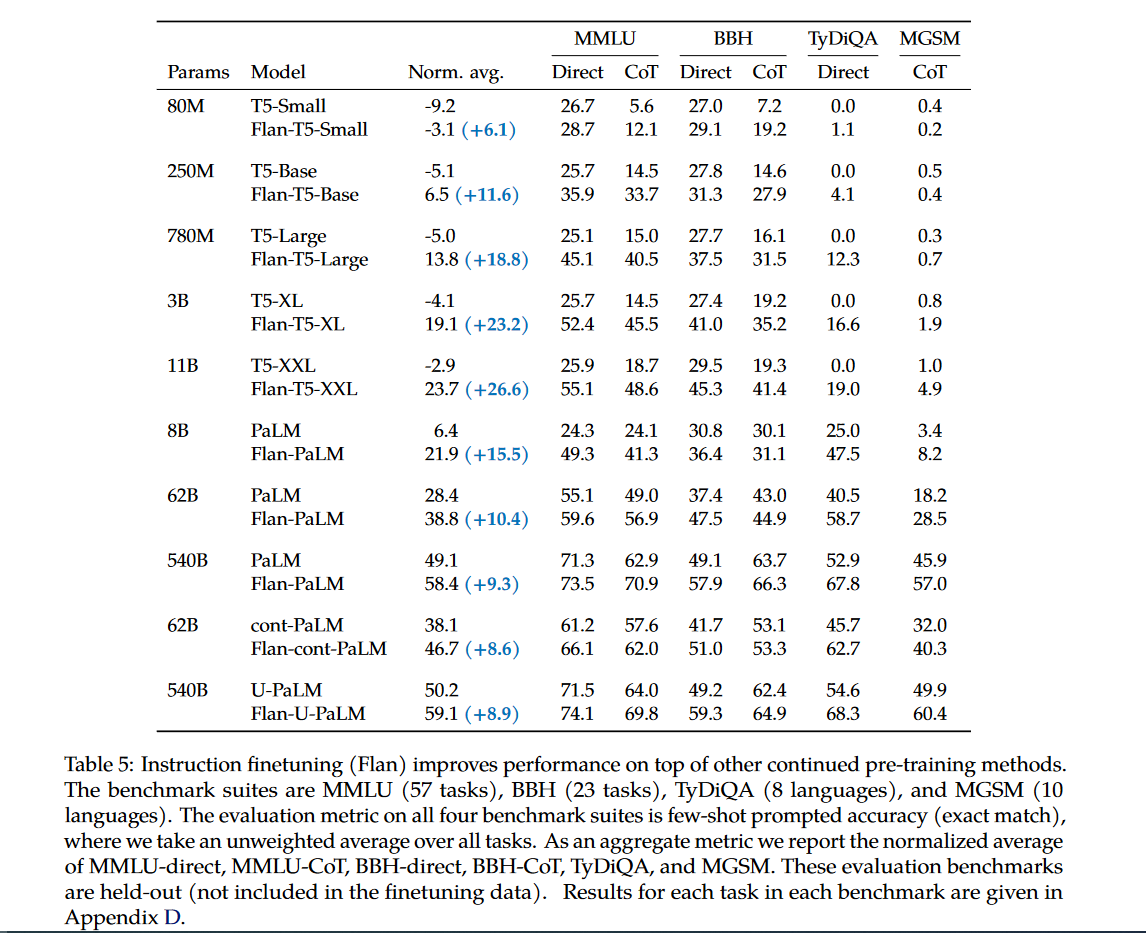 MMLU BBH TyDiQA MGSM
Params Model Norm. avg. Direct CoT Direct CoT Direct CoT
80M T5-Small -9.2 26.7 5.6 27.0 7.2 0.0 0.4
Flan-T5-Small -3.1 (+6.1) 28.7 12.1 29.1 19.2 1.1 0.2
250M T5-Base -5.1 25.7 14.5 27.8 14.6 0.0 0.5
Flan-T5-Base 6.5 (+11.6) 35.9 33.7 31.3 27.9 4.1 0.4
780M T5-Large -5.0 25.1 15.0 27.7 16.1 0.0 0.3
Flan-T5-Large 13.8 (+18.8) 45.1 40.5 37.5 31.5 12.3 0.7
3B T5-XL -4.1 25.7 14.5 27.4 19.2 0.0 0.8
Flan-T5-XL 19.1 (+23.2) 52.4 45.5 41.0 35.2 16.6 1.9
11B T5-XXL -2.9 25.9 18.7 29.5 19.3 0.0 1.0
Flan-T5-XXL 23.7 (+26.6) 55.1 48.6 45.3 41.4 19.0 4.9
8B PaLM 6.4 24.3 24.1 30.8 30.1 25.0 3.4
Flan-PaLM 21.9 (+15.5) 49.3 41.3 36.4 31.1 47.5 8.2
62B PaLM 28.4 55.1 49.0 37.4 43.0 40.5 18.2
Flan-PaLM 38.8 (+10.4) 59.6 56.9 47.5 44.9 58.7 28.5
540B PaLM 49.1 71.3 62.9 49.1 63.7 52.9 45.9
Flan-PaLM 58.4 (+9.3) 73.5 70.9 57.9 66.3 67.8 57.0
62B cont-PaLM 38.1 61.2 57.6 41.7 53.1 45.7 32.0
Flan-cont-PaLM 46.7 (+8.6) 66.1 62.0 51.0 53.3 62.7 40.3
540B U-PaLM 50.2 71.5 64.0 49.2 62.4 54.6 49.9
Flan-U-PaLM 59.1 (+8.9) 74.1 69.8 59.3 64.9 68.3 60.4
Table 5: Instruction finetuning (Flan) improves performance on top of other continued pre-training methods.
The benchmark suites are MMLU (57 tasks), BBH (23 tasks), TyDiQA (8 languages), and MGSM (10
languages). The evaluation metric on all four benchmark suites is few-shot prompted accuracy (exact match),
where we take an unweighted average over all tasks. As an aggregate metric we report the normalized average
of MMLU-direct, MMLU-CoT, BBH-direct, BBH-CoT, TyDiQA, and MGSM. These evaluation benchmarks
are held-out (not included in the finetuning data). Results for each task in each benchmark are given in
Appendix D.